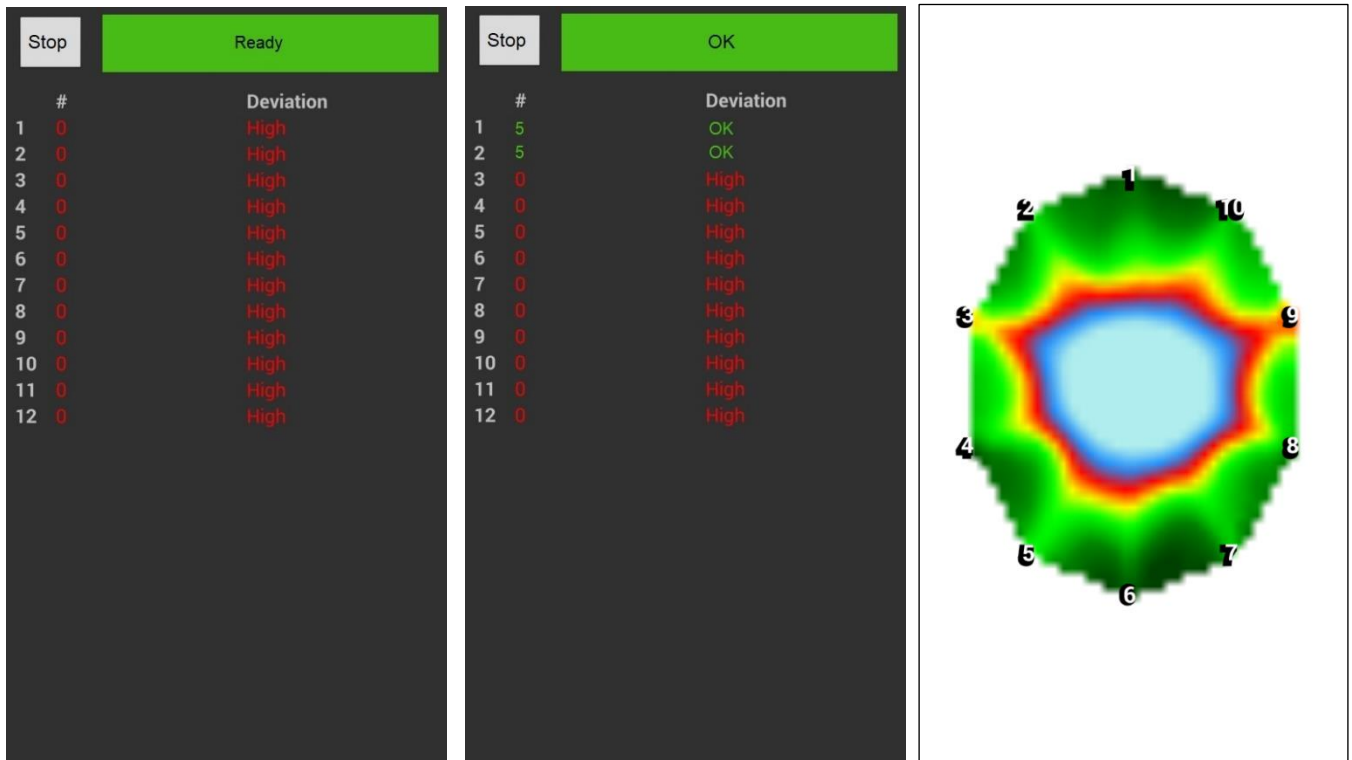 Stop Ready
# Deviation
1 0 High
2 0 High
3 0 High
4 0 High
5 0 High
6 0 High
7 0 High
8 0 High
9 0 High
10 0 High
11 0 High
12 0 High
Stop OK
# Deviation
1 5 OK
2 5 OK
3 0 High
4 0 High
5 0 High
6 0 High
7 0 High
8 0 High
9 0 High
10 0 High
11 0 High
12 0 High
1
2 10
3 9
4 8
5 7
6